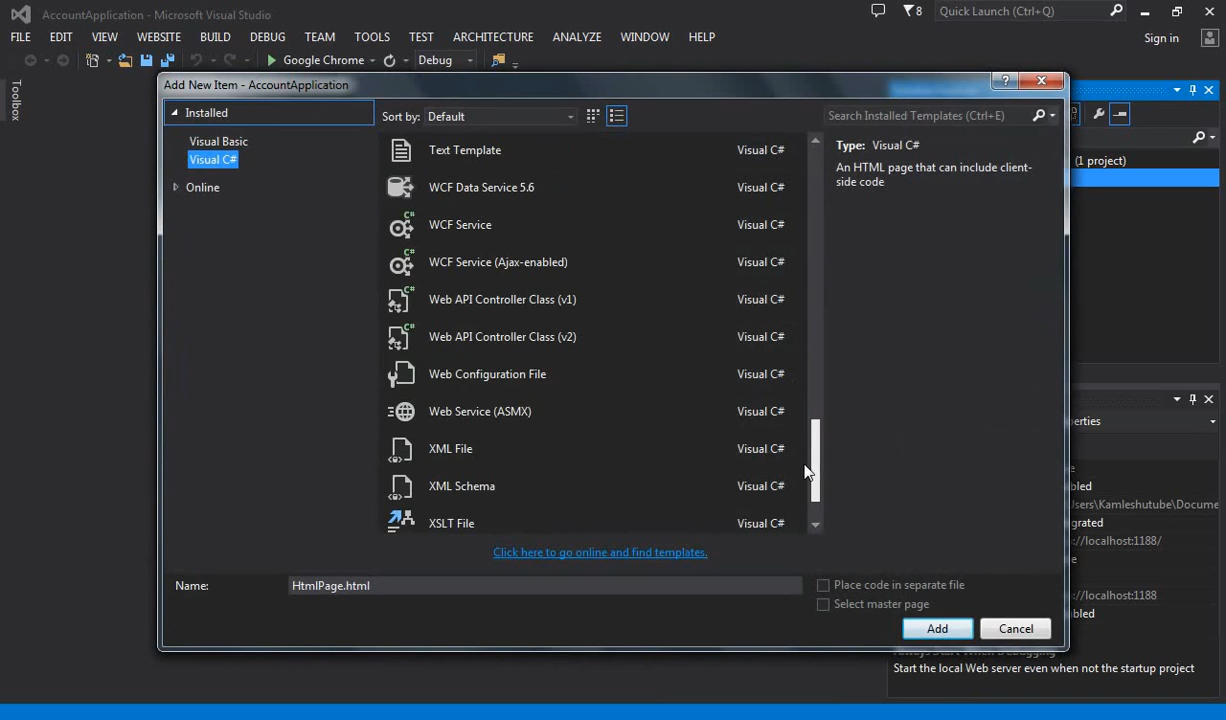 AccountApplication - Microsoft Visual Studio
8
Quick Launch (Ctrl+Q)
FILE EDIT VIEW WEBSITE BUILD DEBUG TEAM TOOLS TEST ARCHITECTURE ANALYZE WINDOW HELP
Sign in
Google Chrome
Debug
Toolbox
Add New Item - AccountApplication
?
Installed
Visual Basic
Visual C#
Online
Sort by: Default
Search Installed Templates (Ctrl+E)
Text Template Visual C#
WCF Data Service 5.6 Visual C#
WCF Service Visual C#
WCF Service (Ajax-enabled) Visual C#
Web API Controller Class (v1) Visual C#
Web API Controller Class (v2) Visual C#
Web Configuration File Visual C#
Web Service (ASMX) Visual C#
XML File Visual C#
XML Schema Visual C#
XSLT File Visual C#
Click here to go online and find templates.
Type: Visual C#
An HTML page that can include client-
side code
Name: HtmlPage.html
Place code in separate file
Select master page
Add
Cancel
(1 project)
erties
bled
Users\Kamleshutube\Docume
egrated
://localhost:1188/
://localhost:1188
bled
Always Start When Debugging
Start the local Web server even when not the startup project